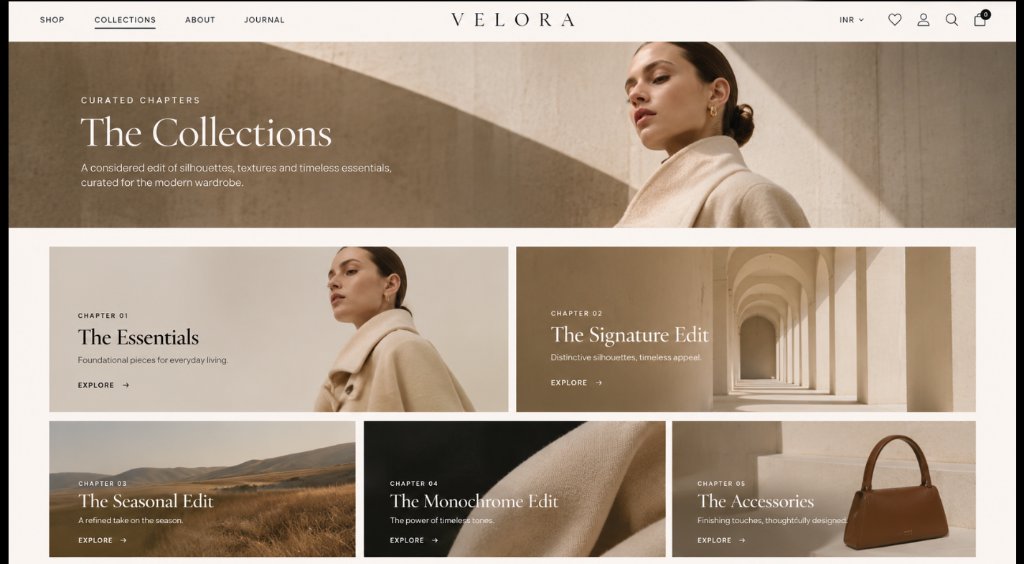 SHOP COLLECTIONS ABOUT JOURNAL VELORA INR 0
CURATED CHAPTERS
The Collections
A considered edit of silhouettes, textures and timeless essentials,
curated for the modern wardrobe.
CHAPTER 01
The Essentials
Foundational pieces for everyday living.
EXPLORE →
CHAPTER 02
The Signature Edit
Distinctive silhouettes, timeless appeal.
EXPLORE →
CHAPTER 03
The Seasonal Edit
A refined take on the season.
EXPLORE →
CHAPTER 04
The Monochrome Edit
The power of timeless tones.
EXPLORE →
CHAPTER 05
The Accessories
Finishing touches, thoughtfully designed.
EXPLORE →